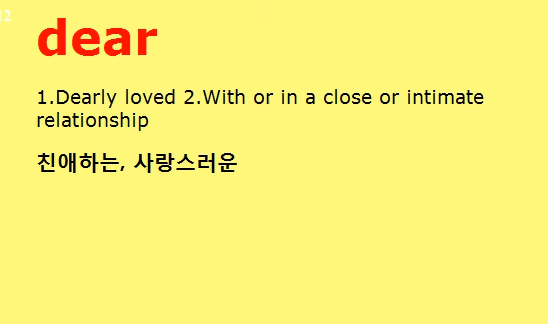 12
dear
1.Dearly loved 2.With or in a close or intimate
relationship
친애하는, 사랑스러운